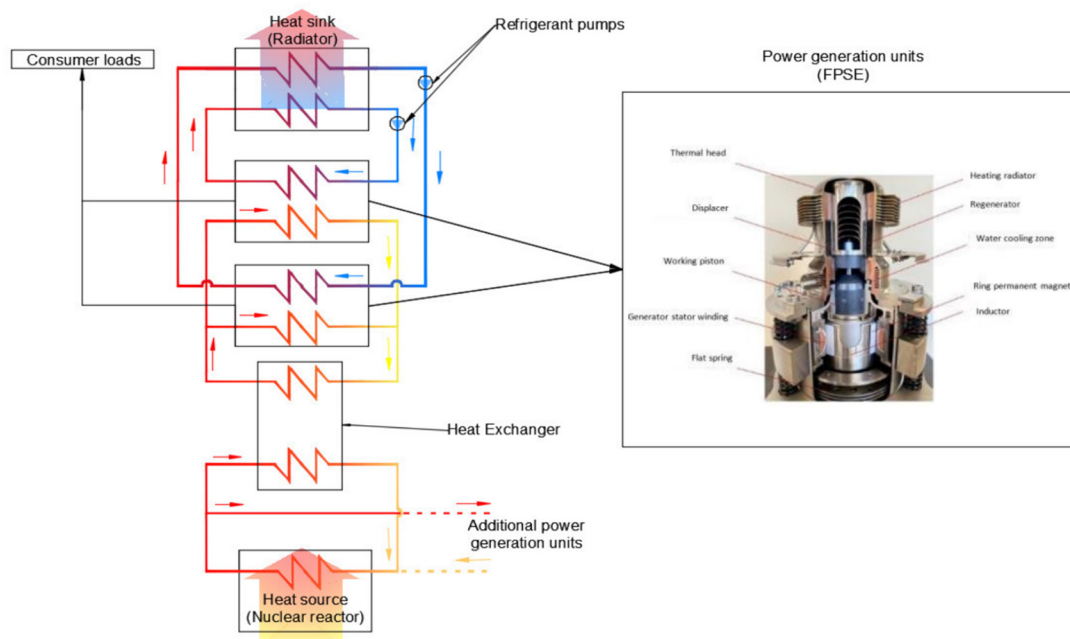 Heat sink
(Radiator)
Refrigerant pumps
Consumer loads
Power generation units
(FPSE)
Thermal head
Heating radiator
Displacer
Regenerator
Water cooling zone
Working piston
Ring permanent magnet
Generator stator winding
Inductor
Flat spring
Heat Exchanger
Additional power
generation units
Heat source
(Nuclear reactor)